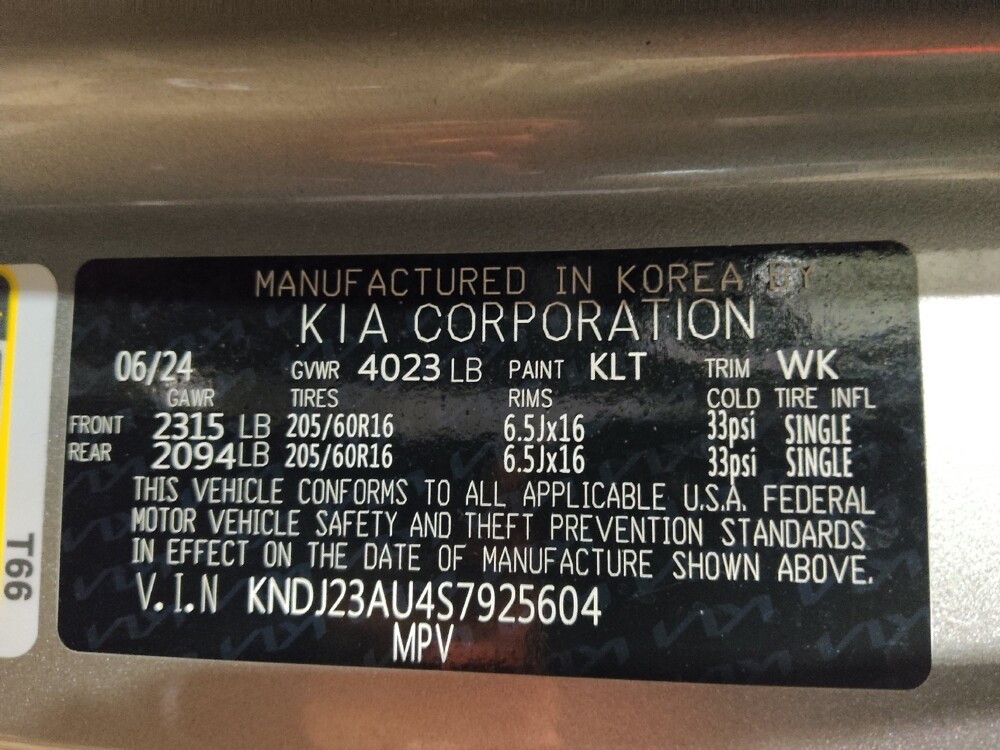 MANUFACTURED IN KOREA BY
KIA CORPORATION
06/24 GVWR 4023 LB PAINT KLT TRIM WK
GAWR TIRES RIMS COLD TIRE INFL
FRONT 2315 LB 205/60R16 6.5Jx16 33psi SINGLE
REAR 2094LB 205/60R16 6.5Jx16 33psi SINGLE
THIS VEHICLE CONFORMS TO ALL APPLICABLE U.S.A. FEDERAL
MOTOR VEHICLE SAFETY AND THEFT PREVENTION STANDARDS
IN EFFECT ON THE DATE OF MANUFACTURE SHOWN ABOVE.
V.I.N KNDJ23AU4S7925604
MPV
T66